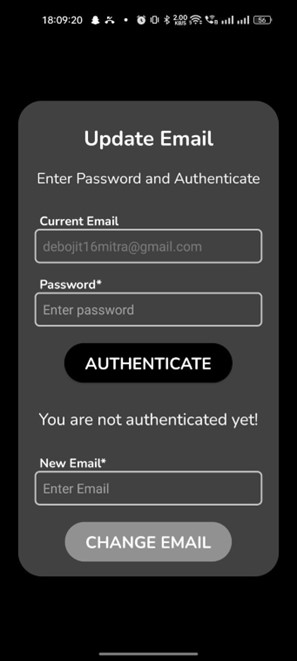 18:09:20 2.00 KB/S 56
Update Email
Enter Password and Authenticate
Current Email
debojit16mitra@gmail.com
Password*
Enter password
AUTHENTICATE
You are not authenticated yet!
New Email*
Enter Email
CHANGE EMAIL